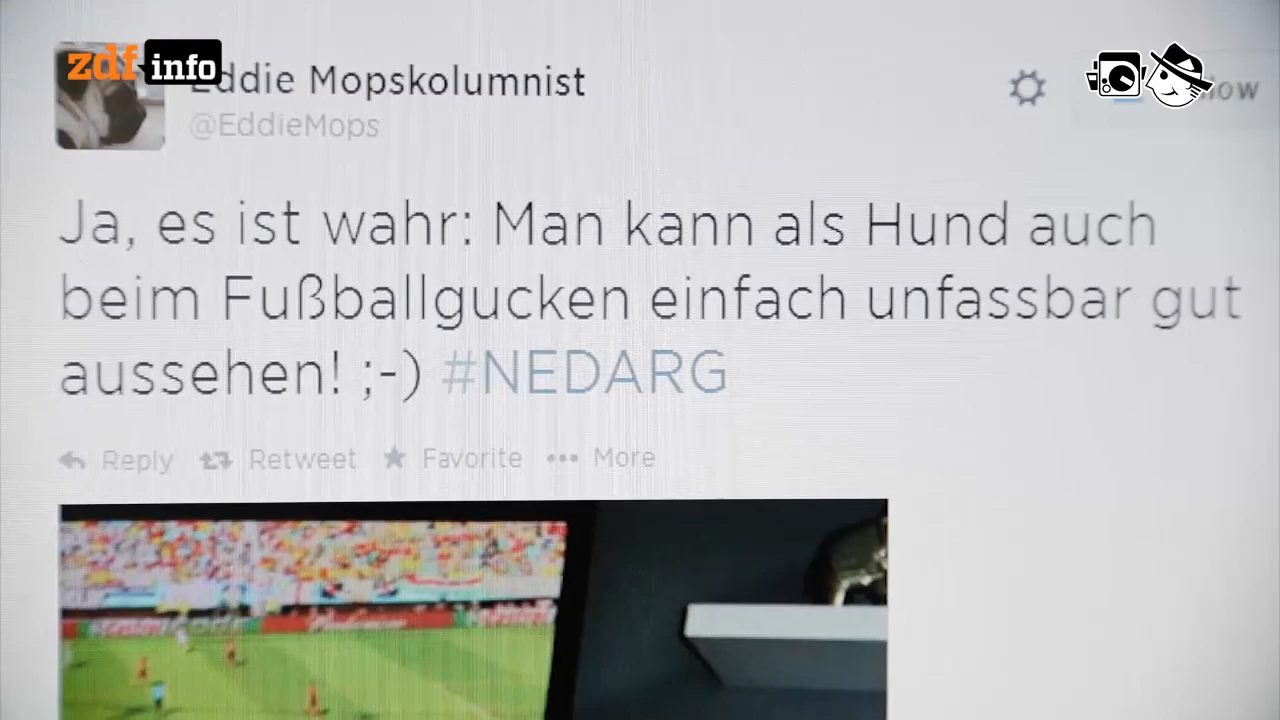 zdf info
Eddie Mopskolumnist
@EddieMops
Ja, es ist wahr: Man kann als Hund auch
beim Fußballgucken einfach unfassbar gut
aussehen! ;-) #NEDARG
Reply Retweet Favorite More